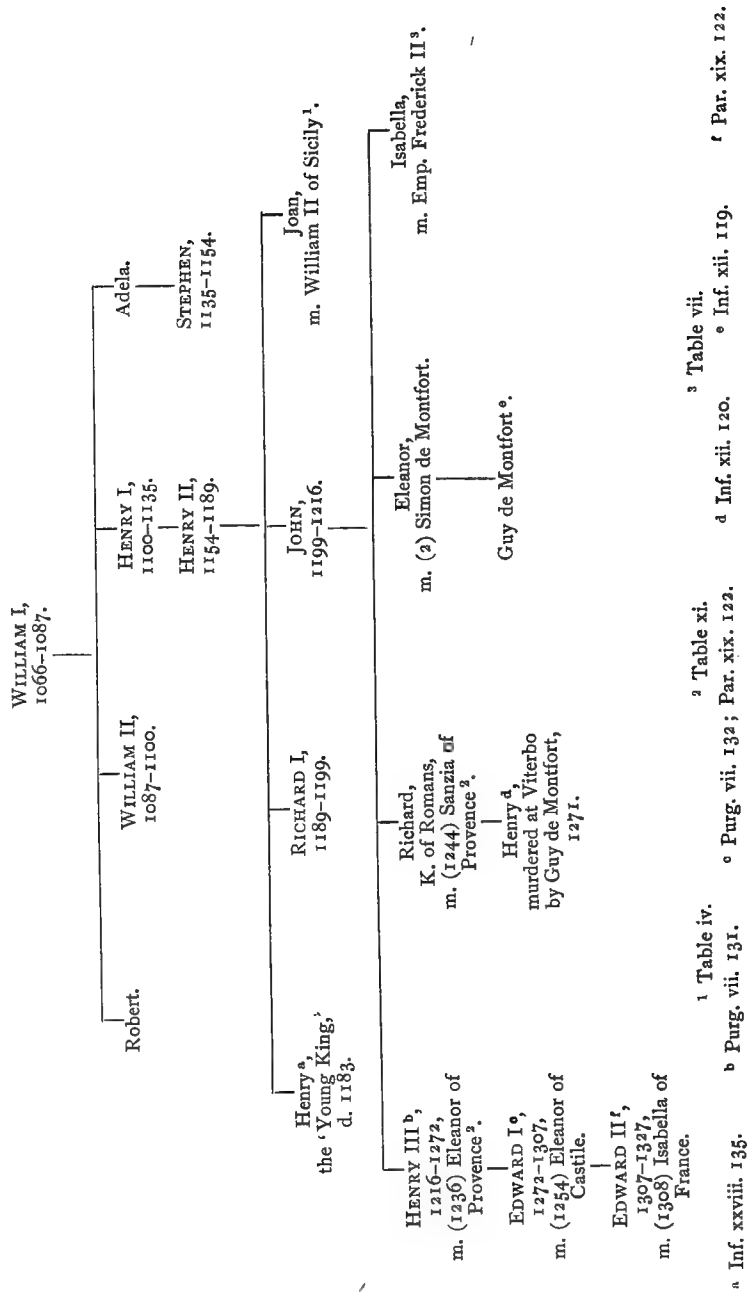 WILLIAM I,
1066–1087.
Robert.
WILLIAM II,
1087–1100.
HENRY I,
1100–1135.
HENRY II,
1154–1189.
Adela.
STEPHEN,
1135–1154.
Henry ᵃ,
the ‘Young King,’
d. 1183.
RICHARD I,
1189–1199.
JOHN,
1199–1216.
Joan,
m. William II of Sicily ¹.
HENRY III ᵇ,
1216–1272,
m. (1236) Eleanor of
Provence ².
EDWARD I ᶜ,
1272–1307,
m. (1254) Eleanor of
Castile.
EDWARD II ᶠ,
1307–1327,
m. (1308) Isabella of
France.
Richard,
K. of Romans,
m. (1244) Sanzia of
Provence ².
Henry ᵈ,
murdered at Viterbo
by Guy de Montfort,
1271.
Eleanor,
m. (2) Simon de Montfort.
Guy de Montfort ᵉ.
Isabella,
m. Emp. Frederick II ³.
¹ Table iv. ² Table xi. ³ Table vii.
ᵃ Inf. xxviii. 135. ᵇ Purg. vii. 131. ᶜ Purg. vii. 132; Par. xix. 122. ᵈ Inf. xii. 120. ᵉ Inf. xii. 119. ᶠ Par. xix. 122.